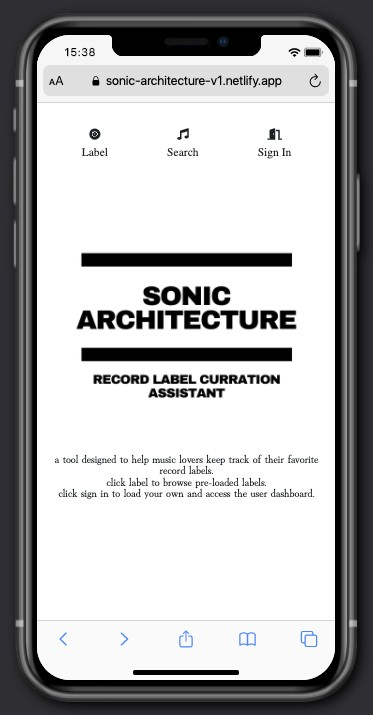 15:38
AA sonic-architecture-v1.netlify.app
Label Search Sign In
SONIC
ARCHITECTURE
RECORD LABEL CURRATION
ASSISTANT
a tool designed to help music lovers keep track of their favorite
record labels.
click label to browse pre-loaded labels.
click sign in to load your own and access the user dashboard.